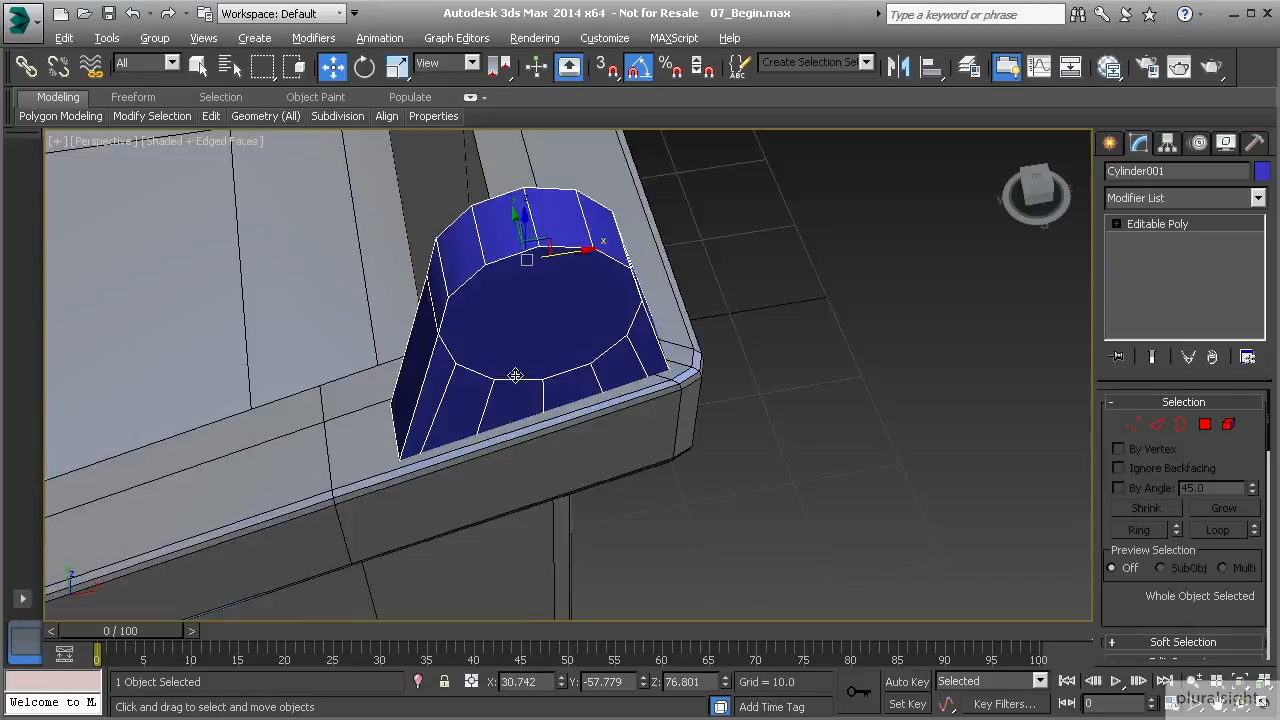 Workspace: Default
Autodesk 3ds Max 2014 x64 - Not for Resale 07_Begin.max
Type a keyword or phrase
Edit Tools Group Views Create Modifiers Animation Graph Editors Rendering Customize MAXScript Help
All View 3 Create Selection Se
Modeling Freeform Selection Object Paint Populate
Polygon Modeling Modify Selection Edit Geometry (All) Subdivision Align Properties
[+][Perspective][Shaded + Edged Faces]
x
Cylinder001
Modifier List
Editable Poly
- Selection
By Vertex
Ignore Backfacing
By Angle: 45.0
Shrink Grow
Ring Loop
Preview Selection
Off SubObj Multi
Whole Object Selected
+ Soft Selection
z
< 0 / 100 >
0 5 10 15 20 25 30 35 40 45 50 55 60 65 70 75 80 85 90 95 100
1 Object Selected X: 30.742 Y: -57.779 Z: 76.801 Grid = 10.0 Auto Key Selected
Welcome to M Click and drag to select and move objects Add Time Tag Set Key Key Filters... 0
pluralsight